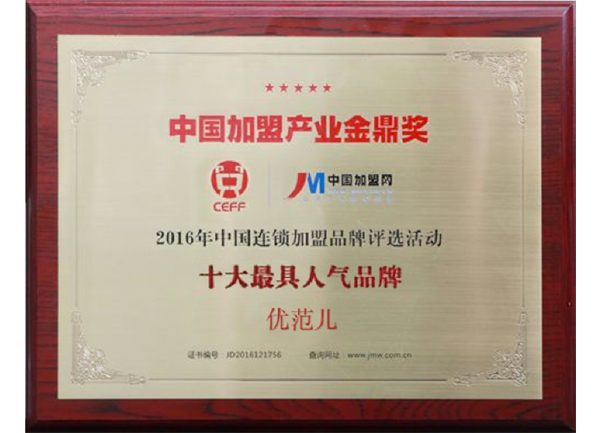 ★★★★★
中国加盟产业金鼎奖
CEFF JM 中国加盟网
2016年中国连锁加盟品牌评选活动
十大最具人气品牌
优范儿
证书编号 JD2016121756 查询网址：www.jmw.com.cn